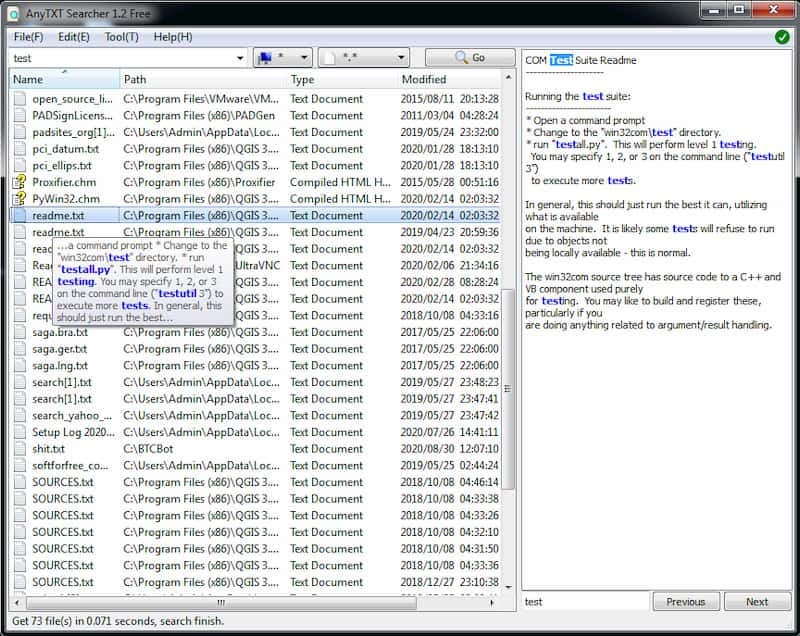 AnyTXT Searcher 1.2 Free
File(F) Edit(E) Tool(T) Help(H)
test * *.* Go
Name Path Type Modified
open_source_li... C:\Program Files\VMware\VM... Text Document 2015/08/11 20:13:28
PADSignLicens... C:\Program Files (x86)\PADGen Text Document 2011/03/04 04:28:24
padsites_org[1]... C:\Users\Admin\AppData\Loc... Text Document 2019/05/24 23:32:00
pci_datum.txt C:\Program Files (x86)\QGIS 3.... Text Document 2020/01/28 18:13:10
pci_ellips.txt C:\Program Files (x86)\QGIS 3.... Text Document 2020/01/28 18:13:10
Proxifier.chm C:\Program Files (x86)\Proxifier Compiled HTML H... 2015/05/28 00:51:16
PyWin32.chm C:\Program Files (x86)\QGIS 3.... Compiled HTML H... 2020/02/14 02:03:32
readme.txt C:\Program Files (x86)\QGIS 3.... Text Document 2020/02/14 02:03:32
readme.txt C:\Program Files (x86)\QGIS 3.... Text Document 2019/04/23 20:59:36
reac Text Document 2020/02/14 02:03:32
Rea UltraVNC Text Document 2020/02/06 21:34:16
REA Text Document 2020/02/28 08:28:24
REA Text Document 2020/02/14 02:03:32
requ Text Document 2018/10/08 04:33:16
...a command prompt * Change to the
"win32com\test" directory. * run
"testall.py". This will perform level 1
testing. You may specify 1, 2, or 3
on the command line ("testutil 3") to
execute more tests. In general, this
should just run the best...
saga.bra.txt C:\Program Files (x86)\QGIS 3.... Text Document 2017/05/25 22:06:00
saga.ger.txt C:\Program Files (x86)\QGIS 3.... Text Document 2017/05/25 22:06:00
saga.lng.txt C:\Program Files (x86)\QGIS 3.... Text Document 2017/05/25 22:06:00
search[1].txt C:\Users\Admin\AppData\Loc... Text Document 2019/05/27 23:48:23
search[1].txt C:\Users\Admin\AppData\Loc... Text Document 2019/05/27 23:47:41
search_yahoo_... C:\Users\Admin\AppData\Loc... Text Document 2019/05/27 23:47:42
Setup Log 2020... C:\Users\Admin\AppData\Loc... Text Document 2020/07/26 14:41:11
shit.txt C:\BTCBot Text Document 2020/08/30 12:07:10
softforfree_co... C:\Users\Admin\AppData\Loc... Text Document 2019/05/25 02:44:24
SOURCES.txt C:\Program Files (x86)\QGIS 3.... Text Document 2018/10/08 04:46:14
SOURCES.txt C:\Program Files (x86)\QGIS 3.... Text Document 2018/10/08 04:33:38
SOURCES.txt C:\Program Files (x86)\QGIS 3.... Text Document 2018/10/08 04:33:26
SOURCES.txt C:\Program Files (x86)\QGIS 3.... Text Document 2018/10/08 04:32:10
SOURCES.txt C:\Program Files (x86)\QGIS 3.... Text Document 2018/10/08 04:31:50
SOURCES.txt C:\Program Files (x86)\QGIS 3.... Text Document 2018/10/08 04:33:36
SOURCES.txt C:\Program Files (x86)\QGIS 3.... Text Document 2018/12/27 23:10:38
COM Test Suite Readme
----------------------
Running the test suite:
------------------------
* Open a command prompt
* Change to the "win32com\test" directory.
* run "testall.py". This will perform level 1 testing.
You may specify 1, 2, or 3 on the command line ("testutil
3")
to execute more tests.
In general, this should just run the best it can, utilizing
what is available
on the machine. It is likely some tests will refuse to run
due to objects not
being locally available - this is normal.
The win32com source tree has source code to a C++ and
VB component used purely
for testing. You may like to build and register these,
particularly if you
are doing anything related to argument/result handling.
test Previous Next
Get 73 file(s) in 0.071 seconds, search finish.